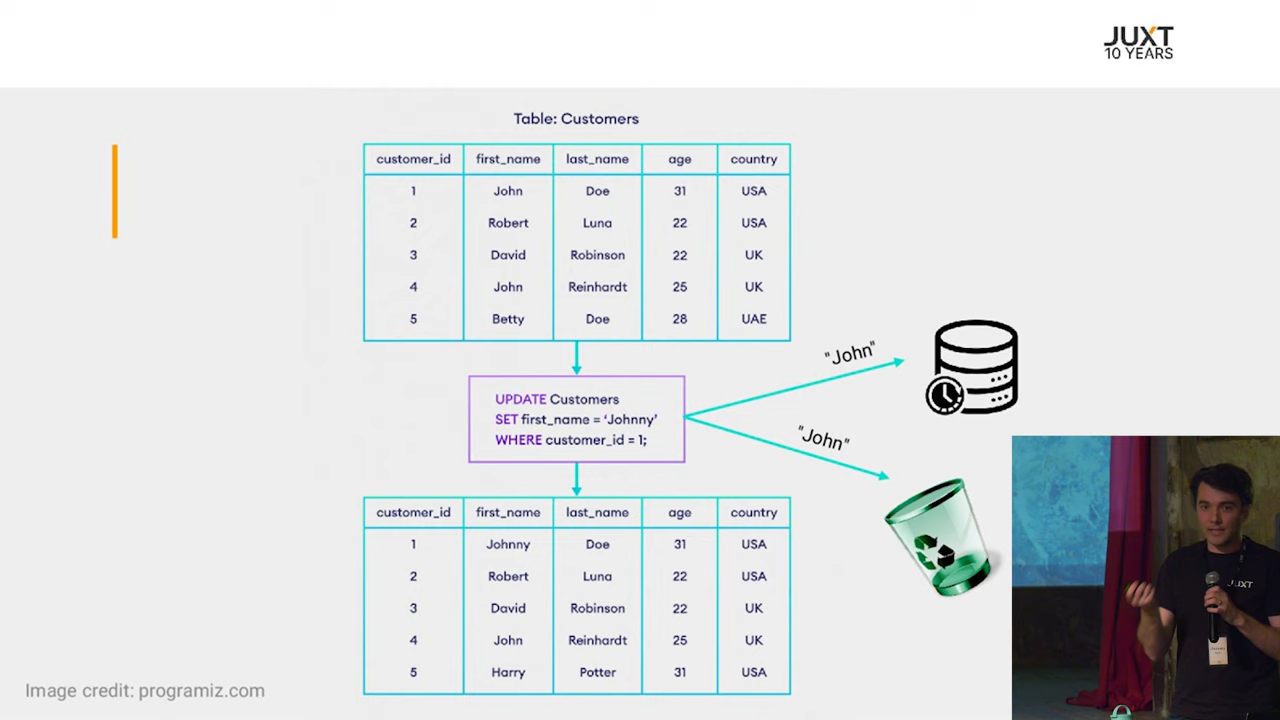 JUXT
10 YEARS
Table: Customers
customer_id first_name last_name age country
1 John Doe 31 USA
2 Robert Luna 22 USA
3 David Robinson 22 UK
4 John Reinhardt 25 UK
5 Betty Doe 28 UAE
"John"
UPDATE Customers
SET first_name = ‘Johnny’
WHERE customer_id = 1;
"John"
customer_id first_name last_name age country
1 Johnny Doe 31 USA
2 Robert Luna 22 USA
3 David Robinson 22 UK
4 John Reinhardt 25 UK
5 Harry Potter 31 USA
JUXT
Image credit: programiz.com